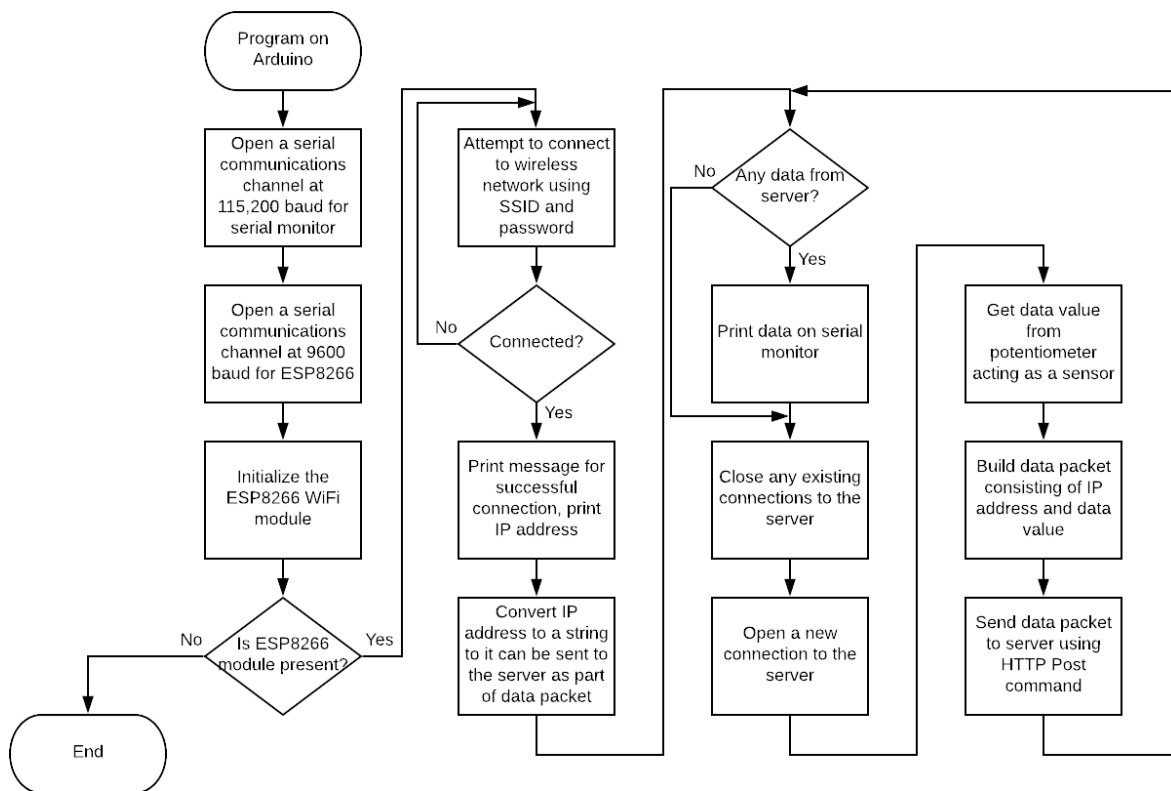 Program on
Arduino
Open a serial
communications
channel at
115,200 baud for
serial monitor
Open a serial
communications
channel at 9600
baud for ESP8266
Initialize the
ESP8266 WiFi
module
Is ESP8266
module present?
No
Yes
End
Attempt to connect
to wireless
network using
SSID and
password
Connected?
No
Yes
Print message for
successful
connection, print
IP address
Convert IP
address to a string
to it can be sent to
the server as part
of data packet
Any data from
server?
No
Yes
Print data on serial
monitor
Close any existing
connections to the
server
Open a new
connection to the
server
Get data value
from
potentiometer
acting as a sensor
Build data packet
consisting of IP
address and data
value
Send data packet
to server using
HTTP Post
command